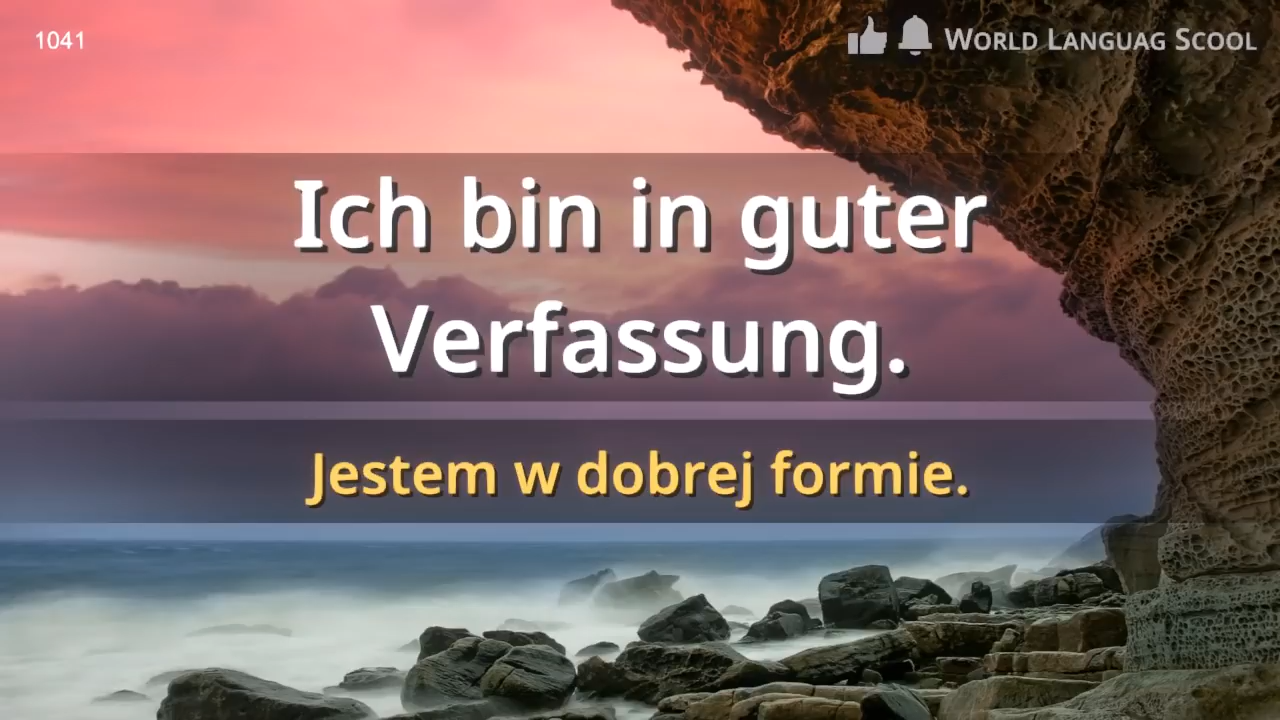 1041
World Languag Scool
Ich bin in guter
Verfassung.
Jestem w dobrej formie.